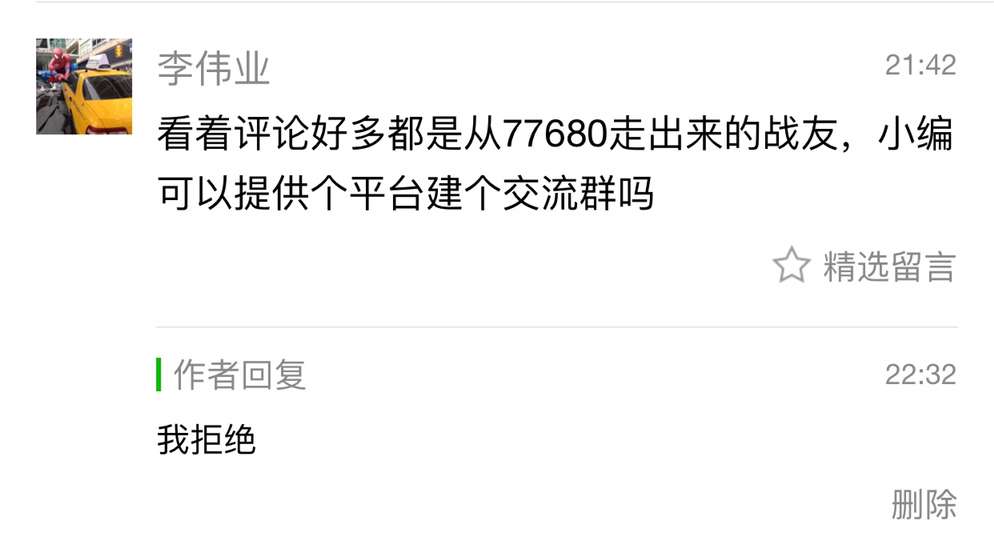 李伟业
21:42
看着评论好多都是从77680走出来的战友，小编
可以提供个平台建个交流群吗
精选留言
作者回复
22:32
我拒绝
删除